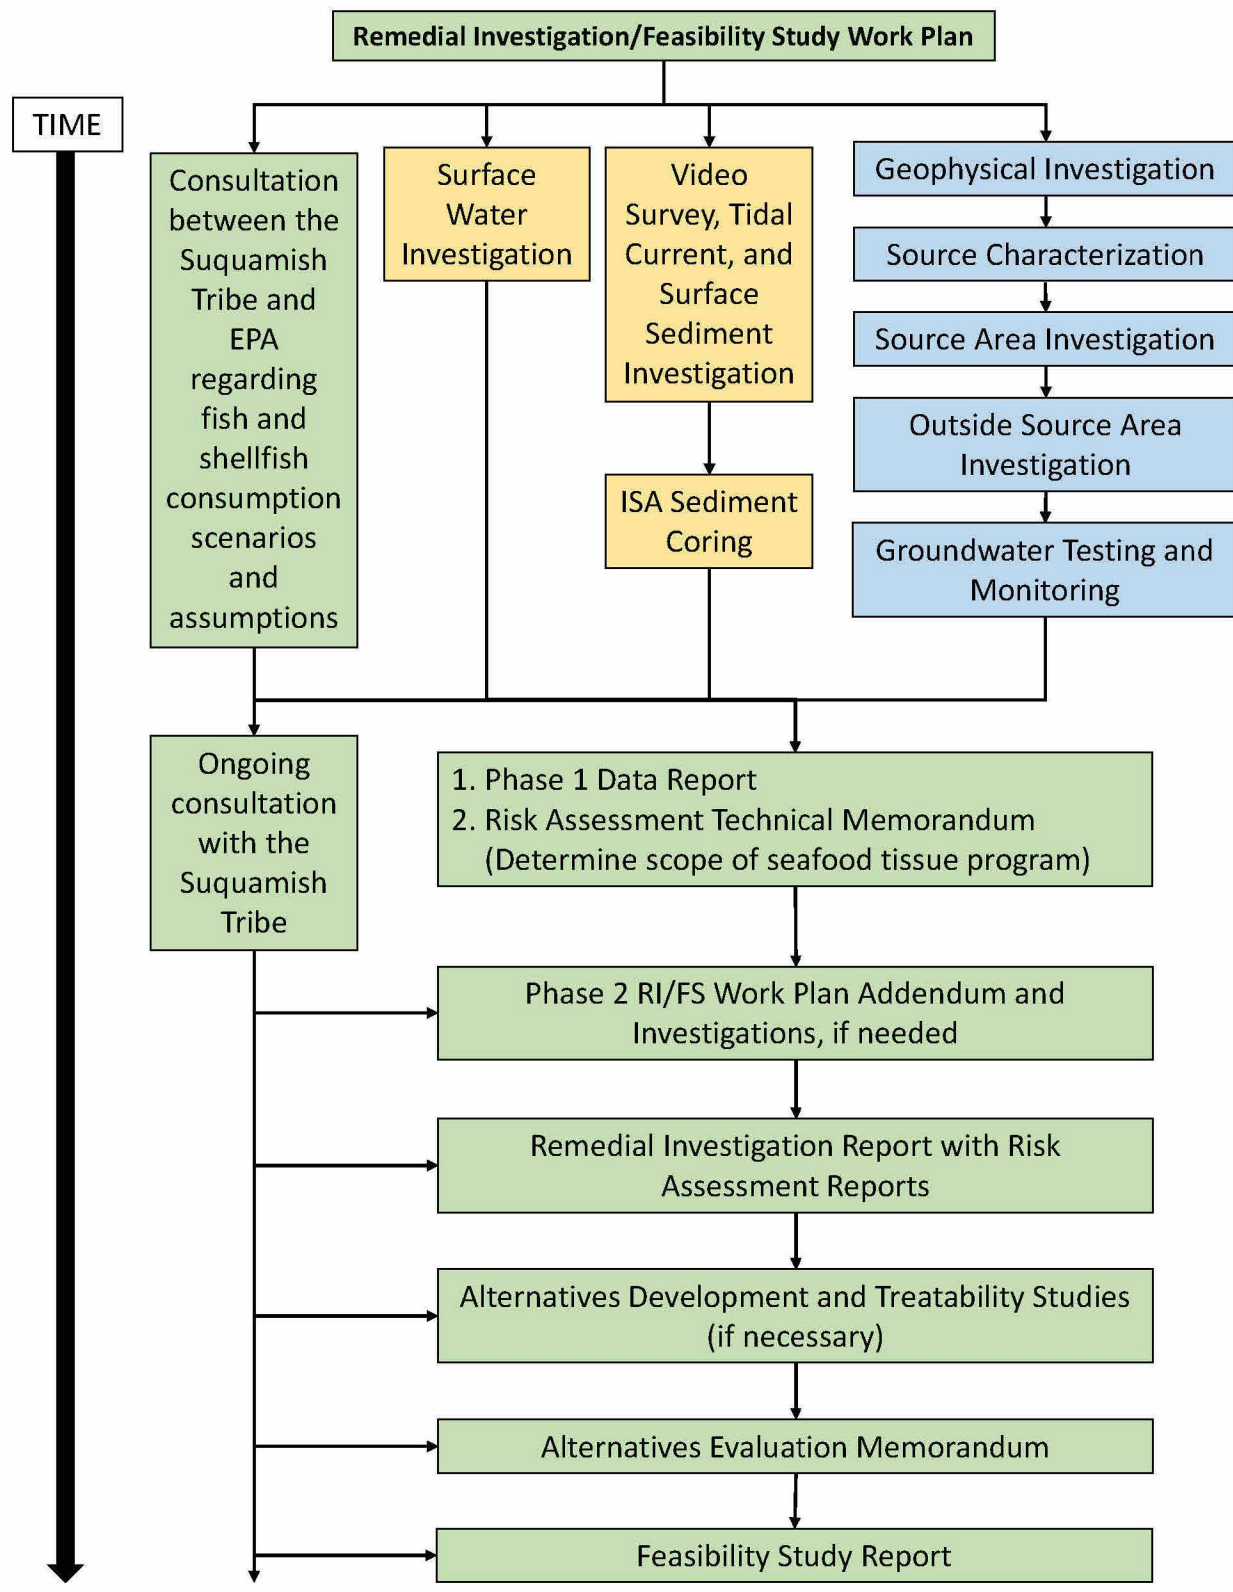 Remedial Investigation/Feasibility Study Work Plan
TIME
Consultation
between the
Suquamish
Tribe and
EPA
regarding
fish and
shellfish
consumption
scenarios
and
assumptions
Surface
Water
Investigation
Video
Survey, Tidal
Current, and
Surface
Sediment
Investigation
ISA Sediment
Coring
Geophysical Investigation
Source Characterization
Source Area Investigation
Outside Source Area
Investigation
Groundwater Testing and
Monitoring
Ongoing
consultation
with the
Suquamish
Tribe
1. Phase 1 Data Report
2. Risk Assessment Technical Memorandum
(Determine scope of seafood tissue program)
Phase 2 RI/FS Work Plan Addendum and
Investigations, if needed
Remedial Investigation Report with Risk
Assessment Reports
Alternatives Development and Treatability Studies
(if necessary)
Alternatives Evaluation Memorandum
Feasibility Study Report